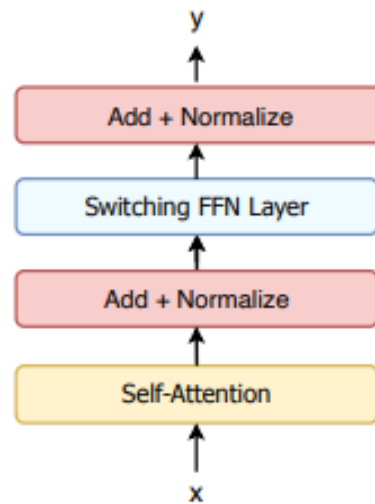 y
Add + Normalize
Switching FFN Layer
Add + Normalize
Self-Attention
x